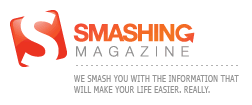 S
SMASHING
MAGAZINE
WE SMASH YOU WITH THE INFORMATION THAT
WILL MAKE YOUR LIFE EASIER. REALLY.